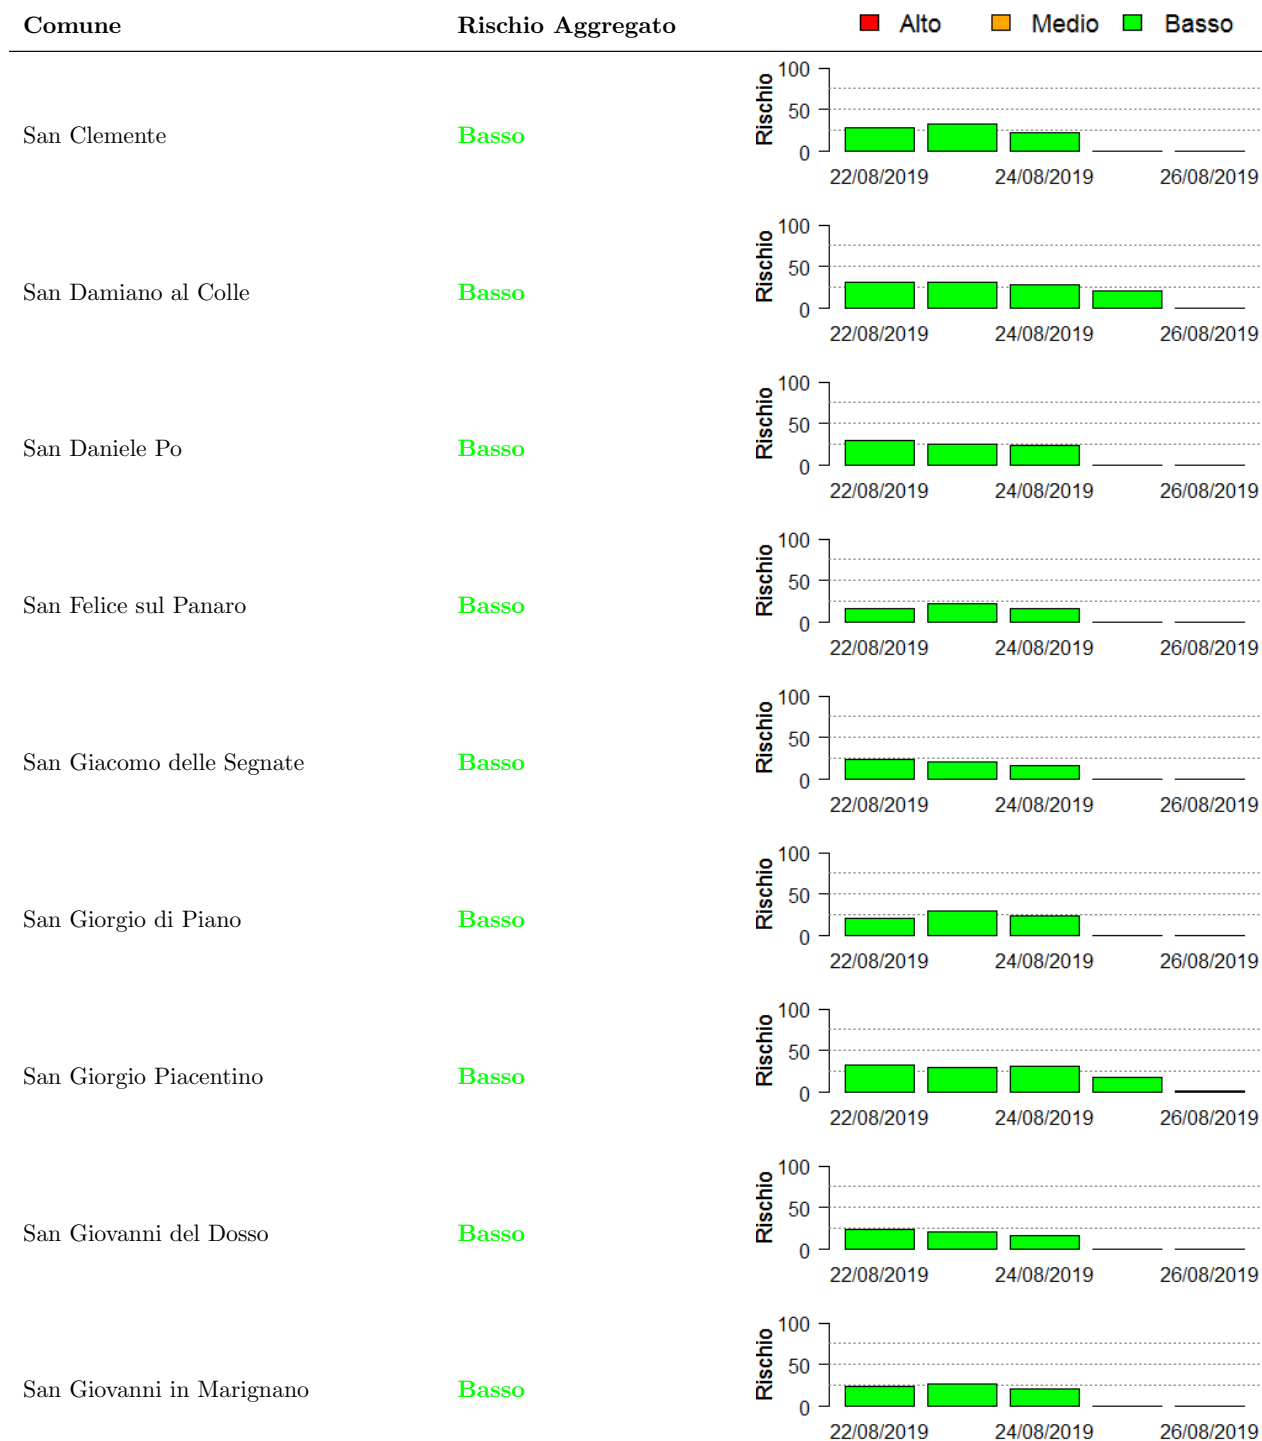 Comune Rischio Aggregato Alto Medio Basso
San Clemente Basso Rischio 100 50 0
22/08/2019 24/08/2019 26/08/2019
San Damiano al Colle Basso Rischio 100 50 0
22/08/2019 24/08/2019 26/08/2019
San Daniele Po Basso Rischio 100 50 0
22/08/2019 24/08/2019 26/08/2019
San Felice sul Panaro Basso Rischio 100 50 0
22/08/2019 24/08/2019 26/08/2019
San Giacomo delle Segnate Basso Rischio 100 50 0
22/08/2019 24/08/2019 26/08/2019
San Giorgio di Piano Basso Rischio 100 50 0
22/08/2019 24/08/2019 26/08/2019
San Giorgio Piacentino Basso Rischio 100 50 0
22/08/2019 24/08/2019 26/08/2019
San Giovanni del Dosso Basso Rischio 100 50 0
22/08/2019 24/08/2019 26/08/2019
San Giovanni in Marignano Basso Rischio 100 50 0
22/08/2019 24/08/2019 26/08/2019